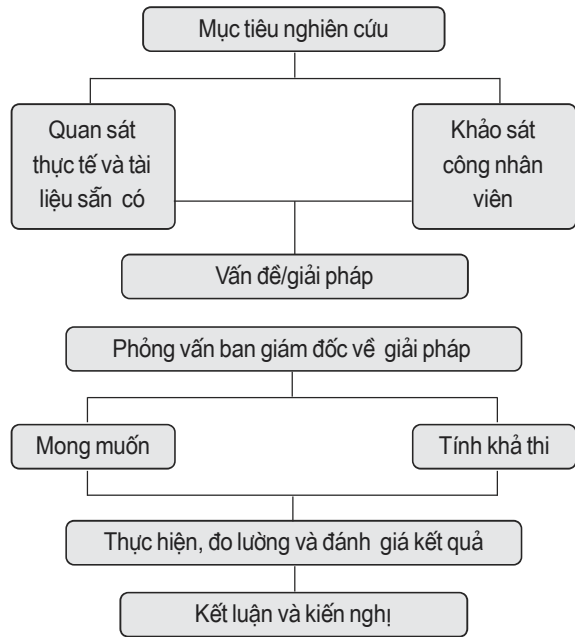 Mục tiêu nghiên cứu
Quan sát
thực tế và tài
liệu sẵn có
Khảo sát
công nhân
viên
Vấn đề/giải pháp
Phỏng vấn ban giám đốc về giải pháp
Mong muốn
Tính khả thi
Thực hiện, đo lường và đánh giá kết quả
Kết luận và kiến nghị